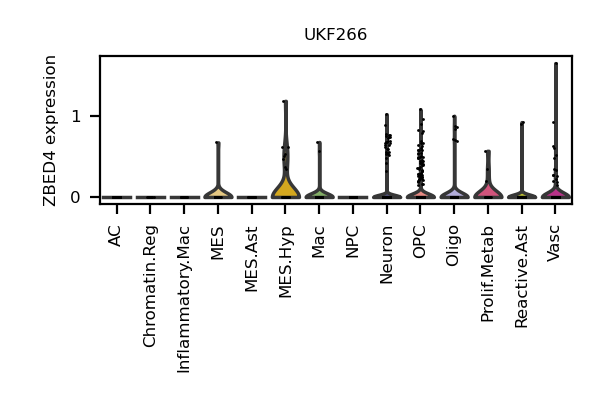 UKF266
ZBED4 expression
1
0
AC
Chromatin.Reg
Inflammatory.Mac
MES
MES.Ast
MES.Hyp
Mac
NPC
Neuron
OPC
Oligo
Prolif.Metab
Reactive.Ast
Vasc